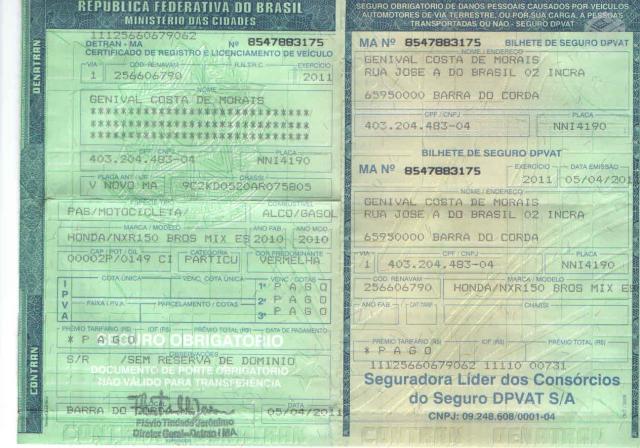 REPÚBLICA FEDERATIVA DO BRASIL
MINISTÉRIO DAS CIDADES
11125660679062
DETRAN - MA Nº 8547883175
CERTIFICADO DE REGISTRO E LICENCIAMENTO DE VEÍCULO
VIA CÓD. RENAVAM R.N.T.R.C. EXERCÍCIO
1 256606790 2011
NOME
GENIVAL COSTA DE MORAIS
CPF / CNPJ PLACA
403.204.483-04 NNI4190
PLACA ANT / UF CHASSI
V NOVO MA 9C2KD0520AR075805
ESPÉCIE TIPO COMBUSTÍVEL
PAS/MOTOCICLETA/ ALCO/GASOL
MARCA / MODELO ANO FAB ANO MOD
HONDA/NXR150 BROS MIX ES 2010 2010
CAP / POT / CIL CATEGORIA COR PREDOMINANTE
00002P/0149 CI PARTICU VERMELHA
IPVA
COTA ÚNICA VENC. COTA ÚNICA VENC / COTAS
1ª P A G O
FAIXA I.P.V.A. PARCELAMENTO / COTAS 2ª P A G O
3ª P A G O
PRÊMIO TARIFÁRIO (R$) IOF (R$) PRÊMIO TOTAL (R$) DATA DE PAGAMENTO
* P A G O SEGURO OBRIGATÓRIO
OBSERVAÇÕES
S/R /SEM RESERVA DE DOMINIO
DOCUMENTO DE PORTE OBRIGATÓRIO
NÃO VÁLIDO PARA TRANSFERÊNCIA
LOCAL DATA
BARRA DO CORDA 05/04/2011
Flávio Trindade Jerônimo
Diretor Geral - Detran / MA
DENATRAN
CONTRAN
SEGURO OBRIGATÓRIO DE DANOS PESSOAIS CAUSADOS POR VEÍCULOS
AUTOMOTORES DE VIA TERRESTRE, OU POR SUA CARGA, A PESSOAS
TRANSPORTADAS OU NÃO - SEGURO DPVAT
MA Nº 8547883175 BILHETE DE SEGURO DPVAT
NOME / ENDEREÇO
GENIVAL COSTA DE MORAIS
RUA JOSE A DO BRASIL 02 INCRA
65950000 BARRA DO CORDA
CPF / CNPJ PLACA
403.204.483-04 NNI4190
BILHETE DE SEGURO DPVAT
MA Nº 8547883175 EXERCÍCIO DATA EMISSÃO
2011 05/04/201
NOME / ENDEREÇO
GENIVAL COSTA DE MORAIS
RUA JOSE A DO BRASIL 02 INCRA
65950000 BARRA DO CORDA
VIA CPF / CNPJ PLACA
1 403.204.483-04 NNI4190
CÓD. RENAVAM MARCA / MODELO
256606790 HONDA/NXR150 BROS MIX ES
ANO FAB CAT. TARIF CHASSI
PRÊMIO TARIFÁRIO (R$) IOF (R$) PRÊMIO TOTAL (R$)
* P A G O
11125660679062 11110 00731
Seguradora Líder dos Consórcios
do Seguro DPVAT S/A
CNPJ: 09.248.608/0001-04